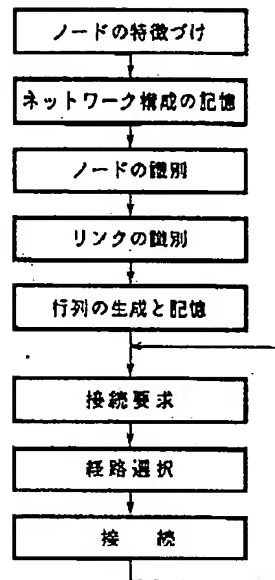 ノードの特徴づけ
ネットワーク構成の記憶
ノードの識別
リンクの識別
行列の生成と記憶
接続要求
経路選択
接 続